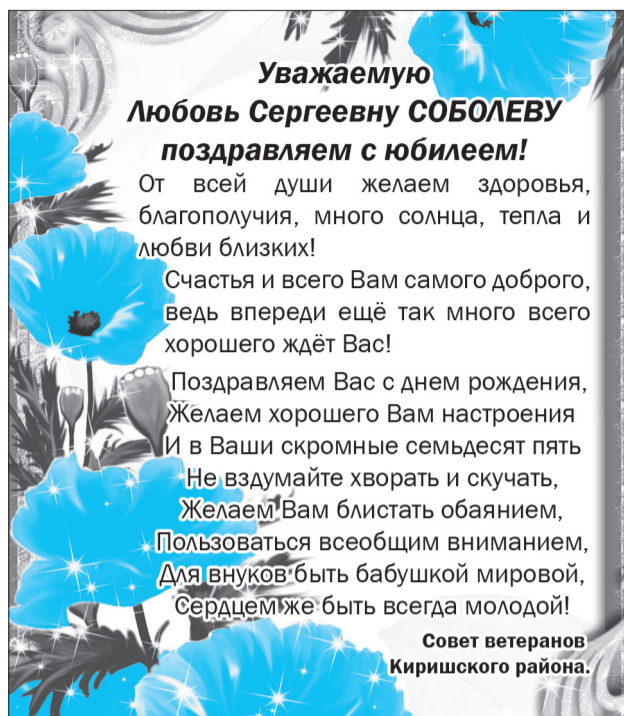 Уважаемую
Любовь Сергеевну СОБОЛЕВУ
поздравляем с юбилеем!
От всей души желаем здоровья,
благополучия, много солнца, тепла и
любви близких!
Счастья и всего Вам самого доброго,
ведь впереди ещё так много всего
хорошего ждёт Вас!
Поздравляем Вас с днем рождения,
Желаем хорошего Вам настроения
И в Ваши скромные семьдесят пять
Не вздумайте хворать и скучать,
Желаем Вам блистать обаянием,
Пользоваться всеобщим вниманием,
Для внуков быть бабушкой мировой,
Сердцем же быть всегда молодой!
Совет ветеранов
Киришского района.